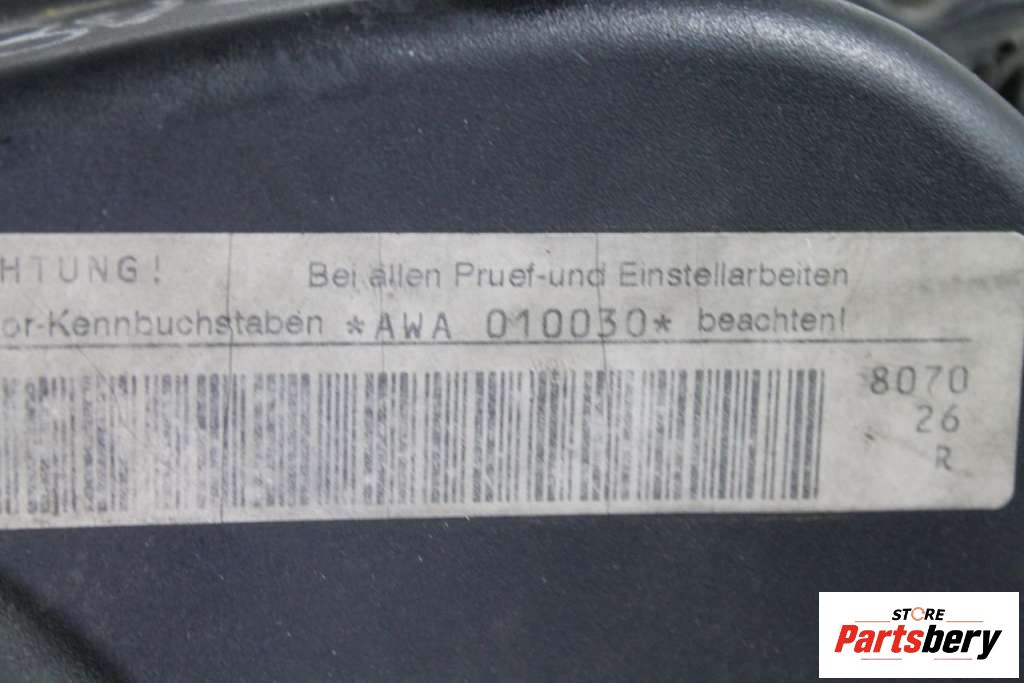 HTUNG! Bei allen Pruef-und Einstellarbeiten
or-Kennbuchstaben *AWA 010030* beachten!
8070
26
R
STORE
Partsbery